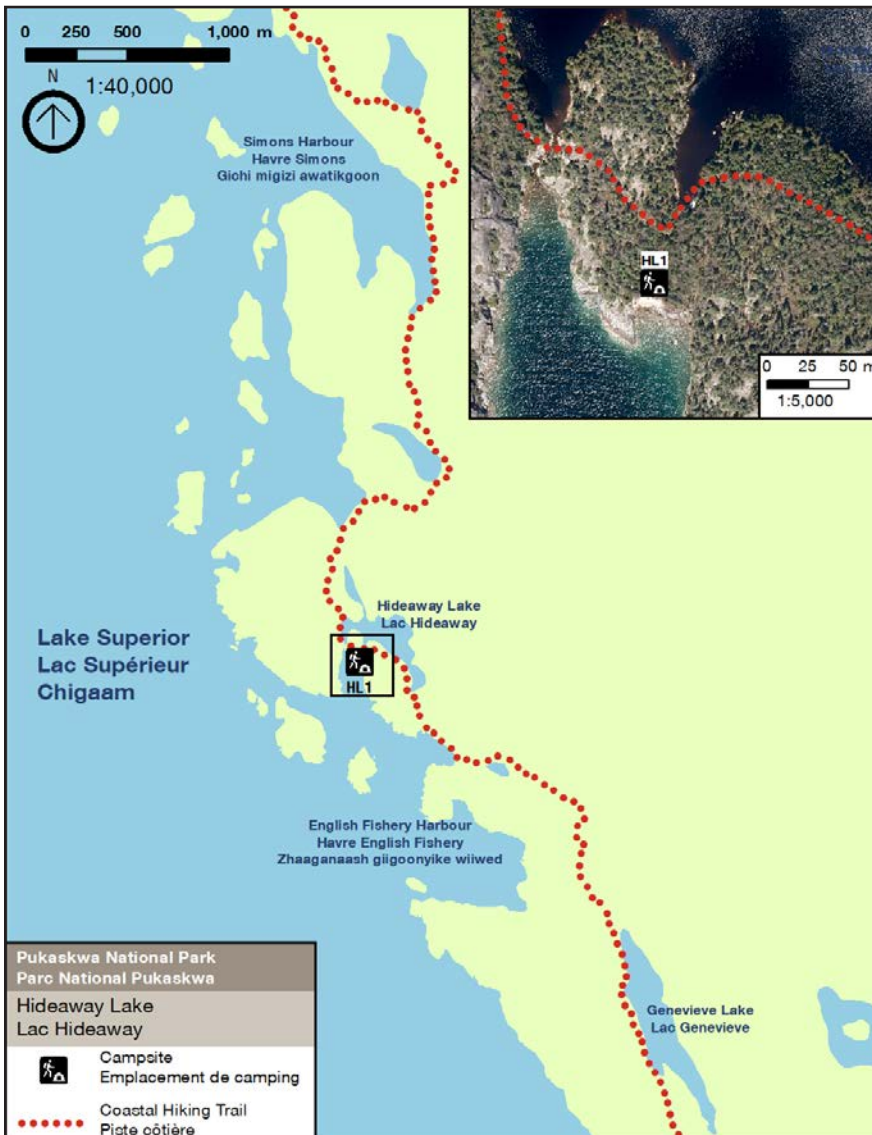 0 250 500 1,000 m
1:40,000
N
Simons Harbour
Havre Simons
Gichi migizi awatikgoon
HL1
0 25 50 m
1:5,000
Hideaway Lake
Lac Hideaway
Lake Superior
Lac Supérieur
Chigaam
HL1
English Fishery Harbour
Havre English Fishery
Zhaaganaash giigoonyike wiiwed
Genevieve Lake
Lac Genevieve
Pukaskwa National Park
Parc National Pukaskwa
Hideaway Lake
Lac Hideaway
Campsite
Emplacement de camping
Coastal Hiking Trail
Piste côtière